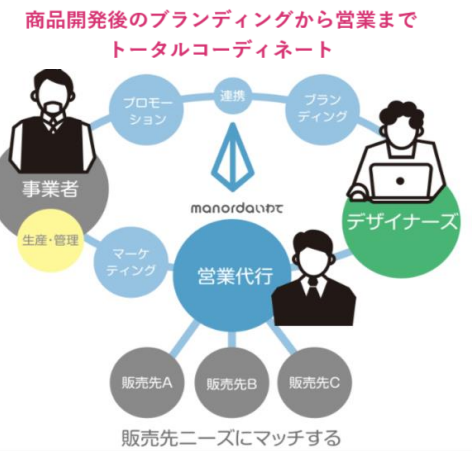 商品開発後のブランディングから営業まで
トータルコーディネート
プロモー
ション
連携
ブラン
ディング
事業者
manordaいわて
デザイナーズ
生産・管理
マーケ
ティング
営業代行
販売先A
販売先B
販売先C
販売先ニーズにマッチする